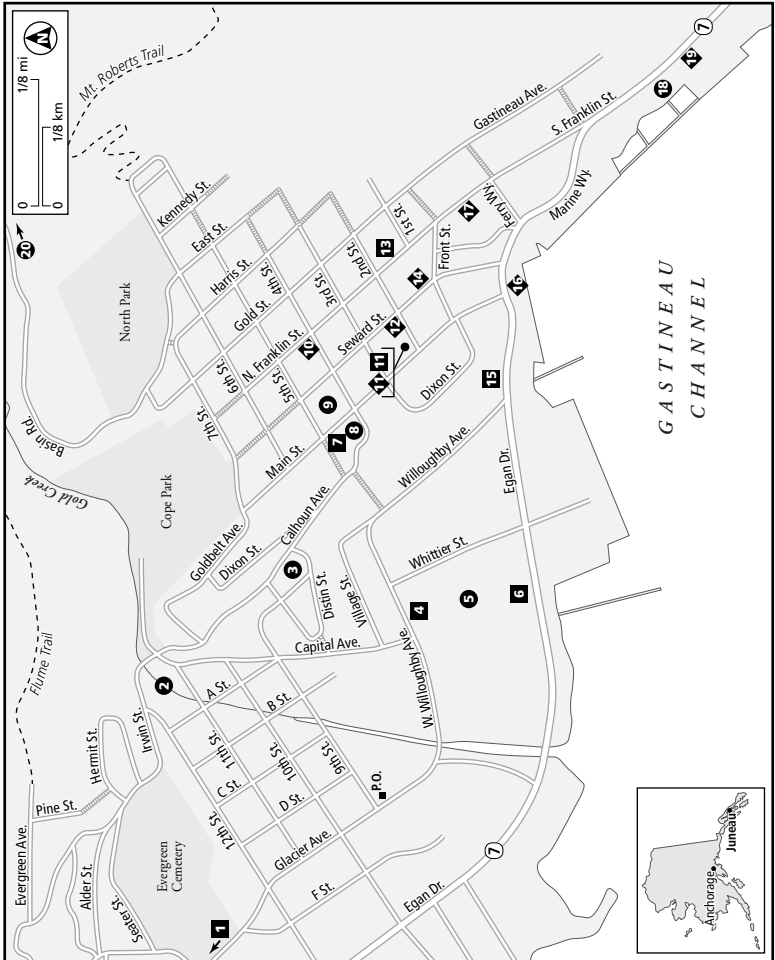 N
1/8 mi
1/8 km
0
0
Mt. Roberts Trail
Flume Trail
20
Basin Rd.
Gold Creek
North Park
Cope Park
Evergreen
Cemetery
Kennedy St.
East St.
Harris St.
Gold St.
N. Franklin St.
Seward St.
Main St.
7th St.
6th St.
5th St.
4th St.
3rd St.
2nd St.
1st St.
Front St.
Ferry Wy.
Gastineau Ave.
S. Franklin St.
Marine Wy.
7
19
18
17
16
15
14
13
12
11
11
10
9
8
7
Dixon St.
Willoughby Ave.
Egan Dr.
Whittier St.
Calhoun Ave.
Goldbelt Ave.
Dixon St.
Distin St.
Village St.
3
4
5
6
Capital Ave.
W. Willoughby Ave.
2
Irwin St.
Hermit St.
Pine St.
Evergreen Ave.
Alder St.
Seater St.
A St.
B St.
C St.
D St.
F St.
12th St.
11th St.
10th St.
9th St.
Glacier Ave.
P.O.
Egan Dr.
7
1
GASTINEAU
CHANNEL
Anchorage
Juneau